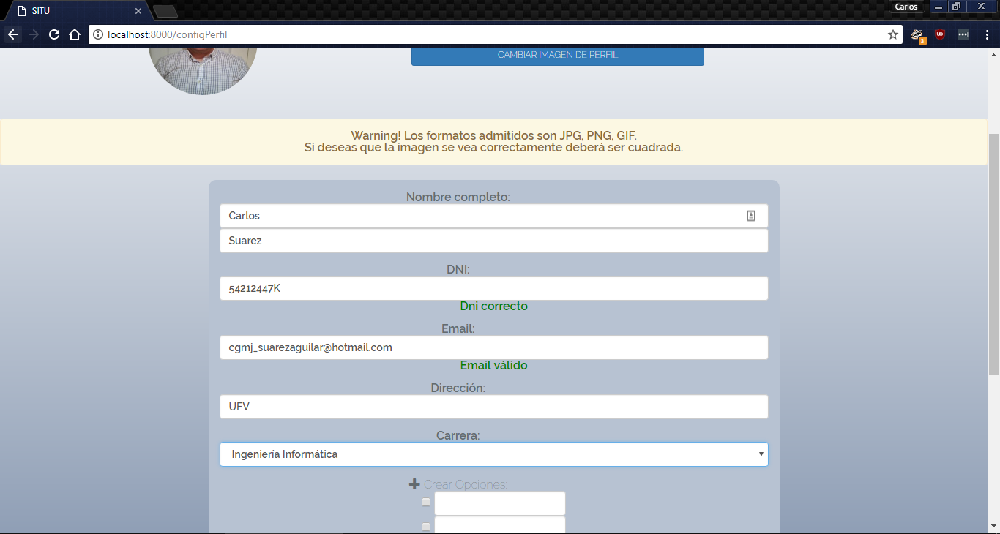 SITU
Carlos
localhost:8000/configPerfil
3
CAMBIAR IMAGEN DE PERFIL
Warning! Los formatos admitidos son JPG, PNG, GIF.
Si deseas que la imagen se vea correctamente deberá ser cuadrada.
Nombre completo:
Carlos
Suarez
DNI:
54212447K
Dni correcto
Email:
cgmj_suarezaguilar@hotmail.com
Email válido
Dirección:
UFV
Carrera:
Ingeniería Informática
Crear Opciones: